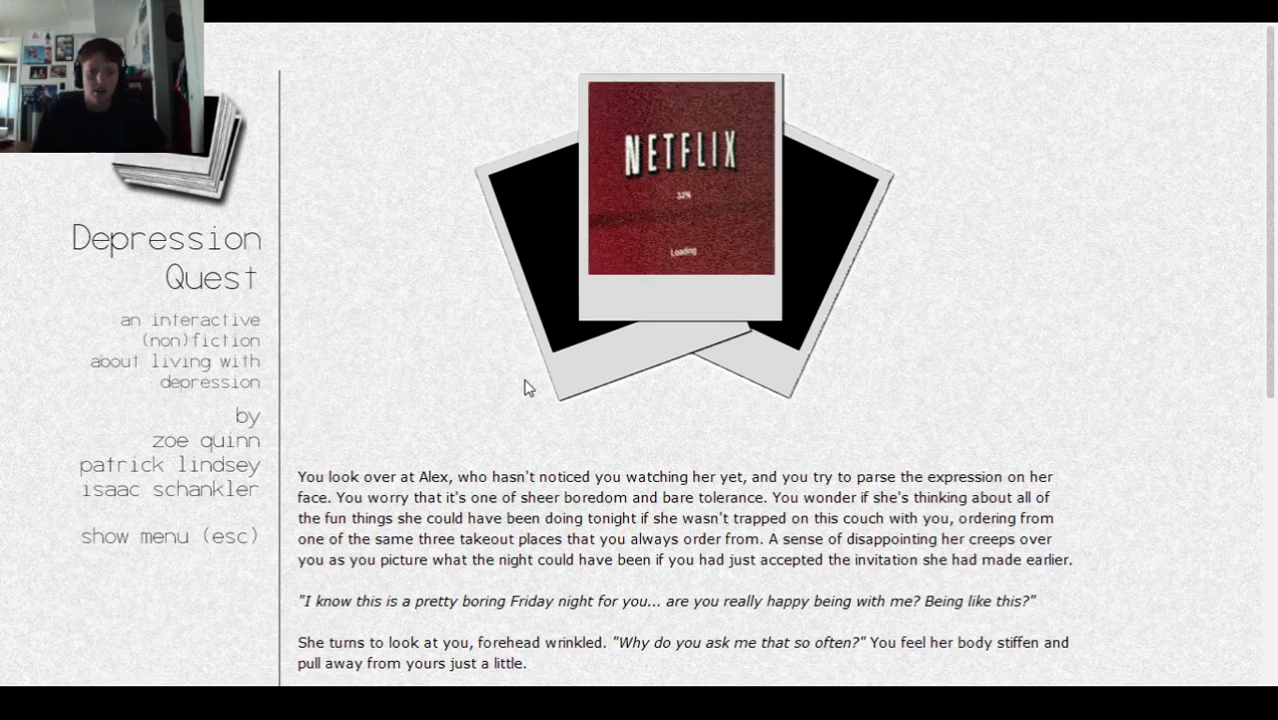 NETFLIX
32%
Loading
Depression
Quest
an interactive
(non)fiction
about living with
depression
by
zoe quinn
patrick lindsey
isaac schankler
show menu (esc)
You look over at Alex, who hasn't noticed you watching her yet, and you try to parse the expression on her
face. You worry that it's one of sheer boredom and bare tolerance. You wonder if she's thinking about all of
the fun things she could have been doing tonight if she wasn't trapped on this couch with you, ordering from
one of the same three takeout places that you always order from. A sense of disappointing her creeps over
you as you picture what the night could have been if you had just accepted the invitation she had made earlier.
"I know this is a pretty boring Friday night for you... are you really happy being with me? Being like this?"
She turns to look at you, forehead wrinkled. "Why do you ask me that so often?" You feel her body stiffen and
pull away from yours just a little.